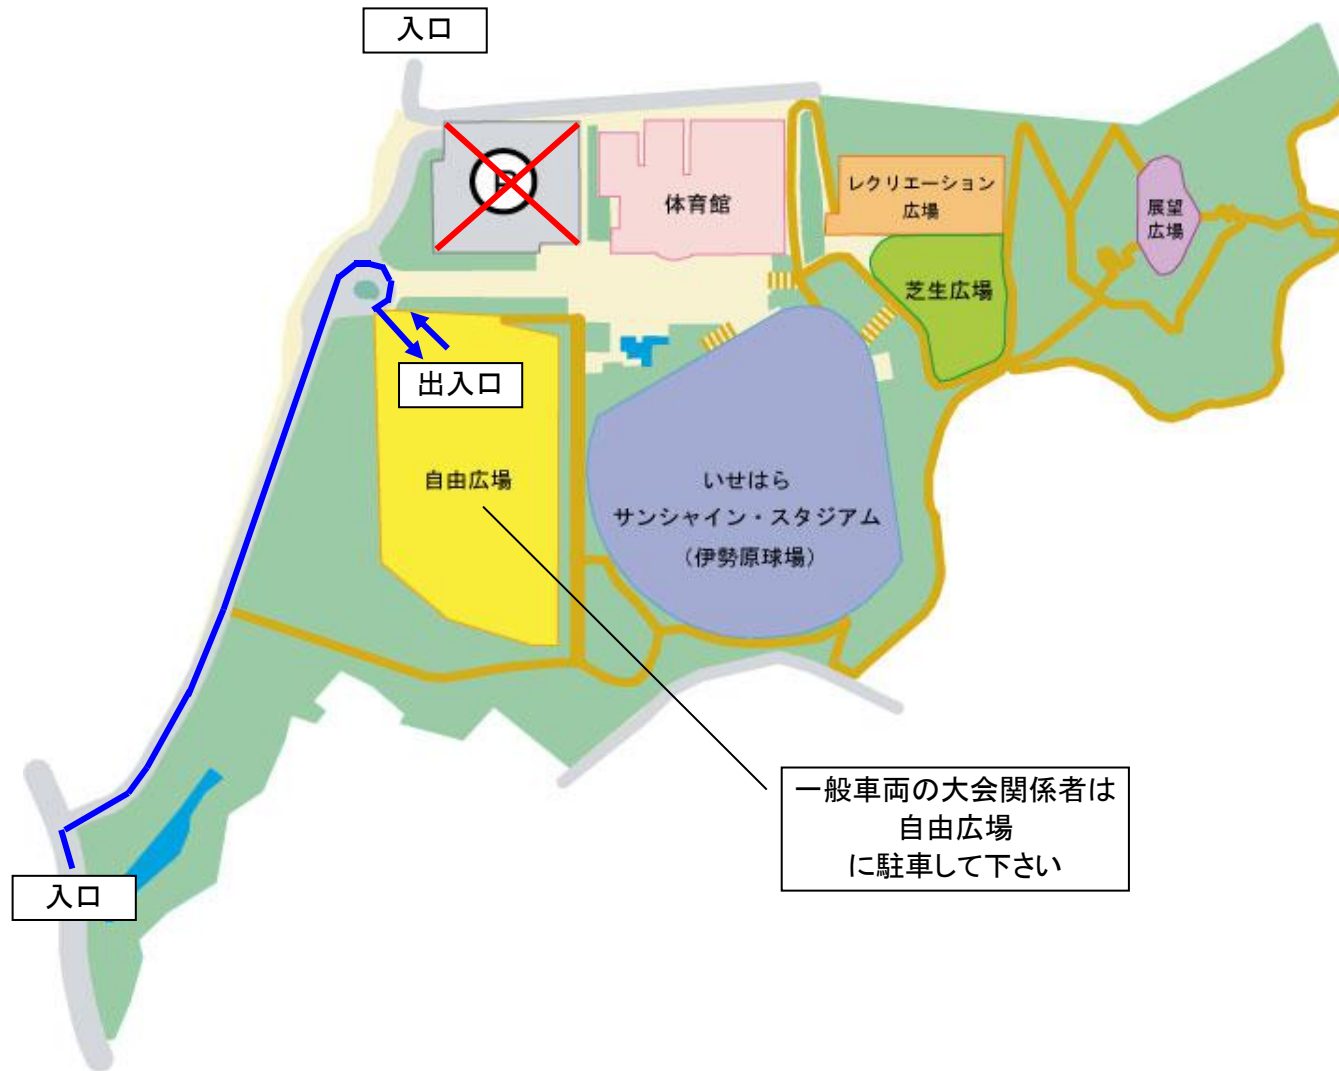 入口
P
体育館
レクリエーション
広場
展望
広場
芝生広場
出入口
自由広場
いせはら
サンシャイン・スタジアム
（伊勢原球場）
一般車両の大会関係者は
自由広場
に駐車して下さい
入口